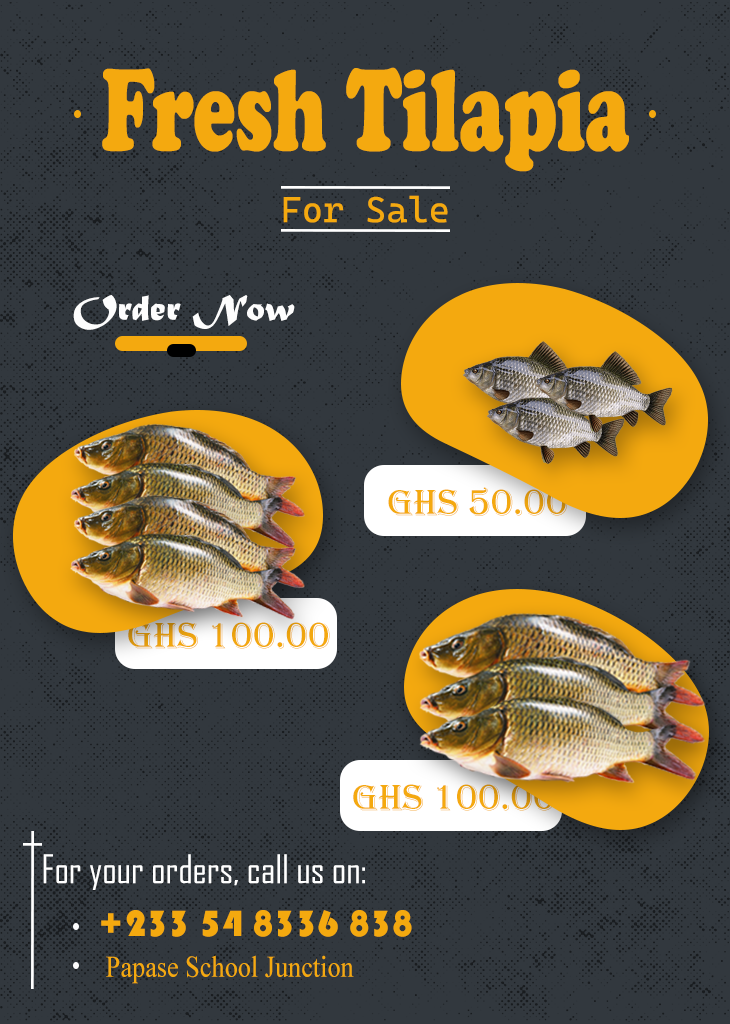 · Fresh Tilapia ·
For Sale
Order Now
GHS 50.00
GHS 100.00
GHS 100.00
For your orders, call us on:
• +233 54 8336 838
• Papase School Junction